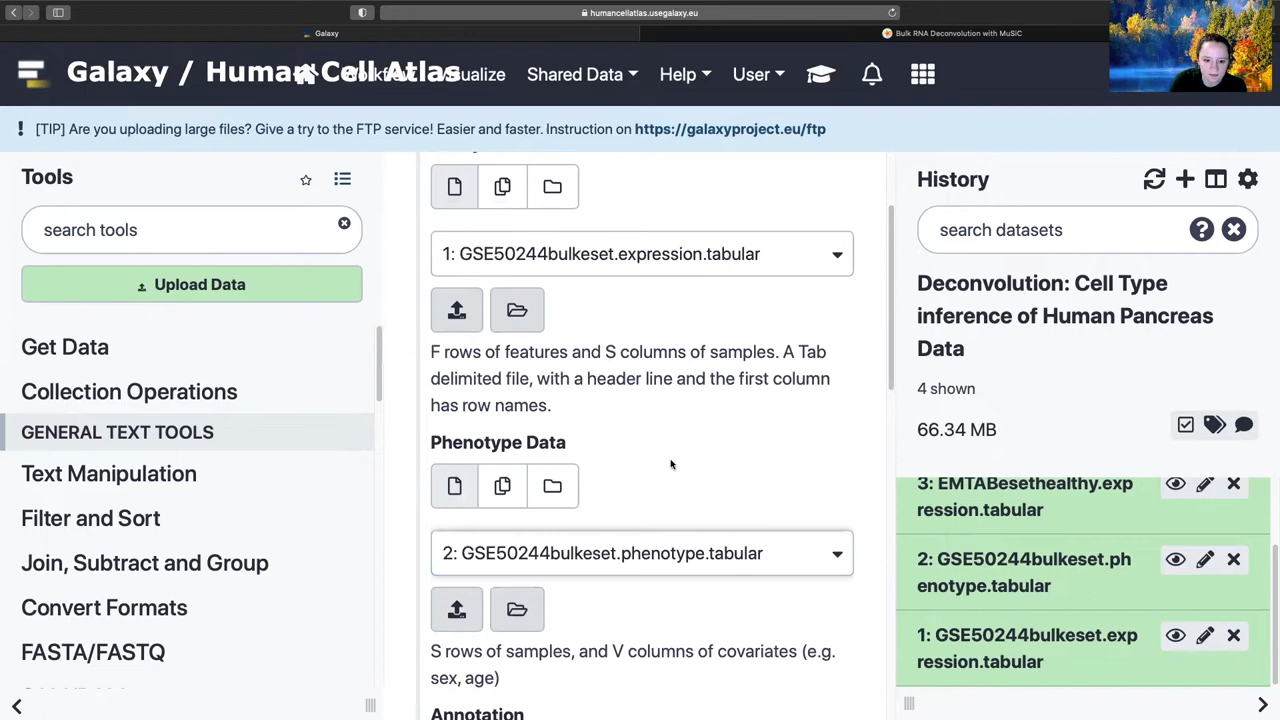 humancellatlas.usegalaxy.eu
Galaxy
Bulk RNA Deconvolution with MuSiC
Galaxy / Human Cell Atlas
Workflow
Visualize
Shared Data
Help
User
! [TIP] Are you uploading large files? Give a try to the FTP service! Easier and faster. Instruction on https://galaxyproject.eu/ftp
Tools
search tools
Upload Data
Get Data
Collection Operations
GENERAL TEXT TOOLS
Text Manipulation
Filter and Sort
Join, Subtract and Group
Convert Formats
FASTA/FASTQ
1: GSE50244bulkeset.expression.tabular
F rows of features and S columns of samples. A Tab
delimited file, with a header line and the first column
has row names.
Phenotype Data
2: GSE50244bulkeset.phenotype.tabular
S rows of samples, and V columns of covariates (e.g.
sex, age)
Annotation
History
search datasets
Deconvolution: Cell Type
inference of Human Pancreas
Data
4 shown
66.34 MB
3: EMTABesethealthy.exp
ression.tabular
2: GSE50244bulkeset.ph
enotype.tabular
1: GSE50244bulkeset.exp
ression.tabular